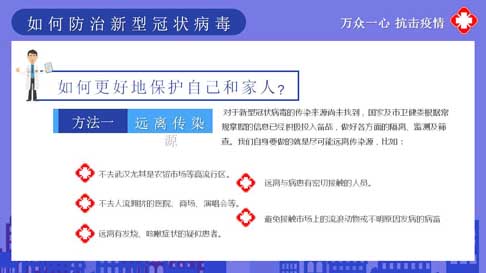 如何防治新型冠状病毒
万众一心 抗击疫情
如何更好地保护自己和家人?
方法一
远离传染
源
对于新型冠状病毒的传染来源尚未找到，国家及市卫健委根据常
规掌握的信息已经积极投入备战，做好各方面的隔离、监测及筛
查。我们自身要做的就是尽可能远离传染源，比如：
不去武汉尤其是农贸市场等高流行区。
不去人流拥挤的医院、商场、演唱会等。
远离有发烧、咳嗽症状的疑似患者。
远离与病患有密切接触的人员。
避免接触市场上的流浪动物或不明原因发病的病畜